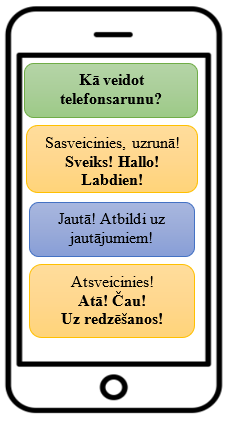 Kā veidot
telefonsarunu?
Sasveicinies, uzrunā!
Sveiks! Hallo!
Labdien!
Jautā! Atbildi uz
jautājumiem!
Atsveicinies!
Atā! Čau!
Uz redzēšanos!